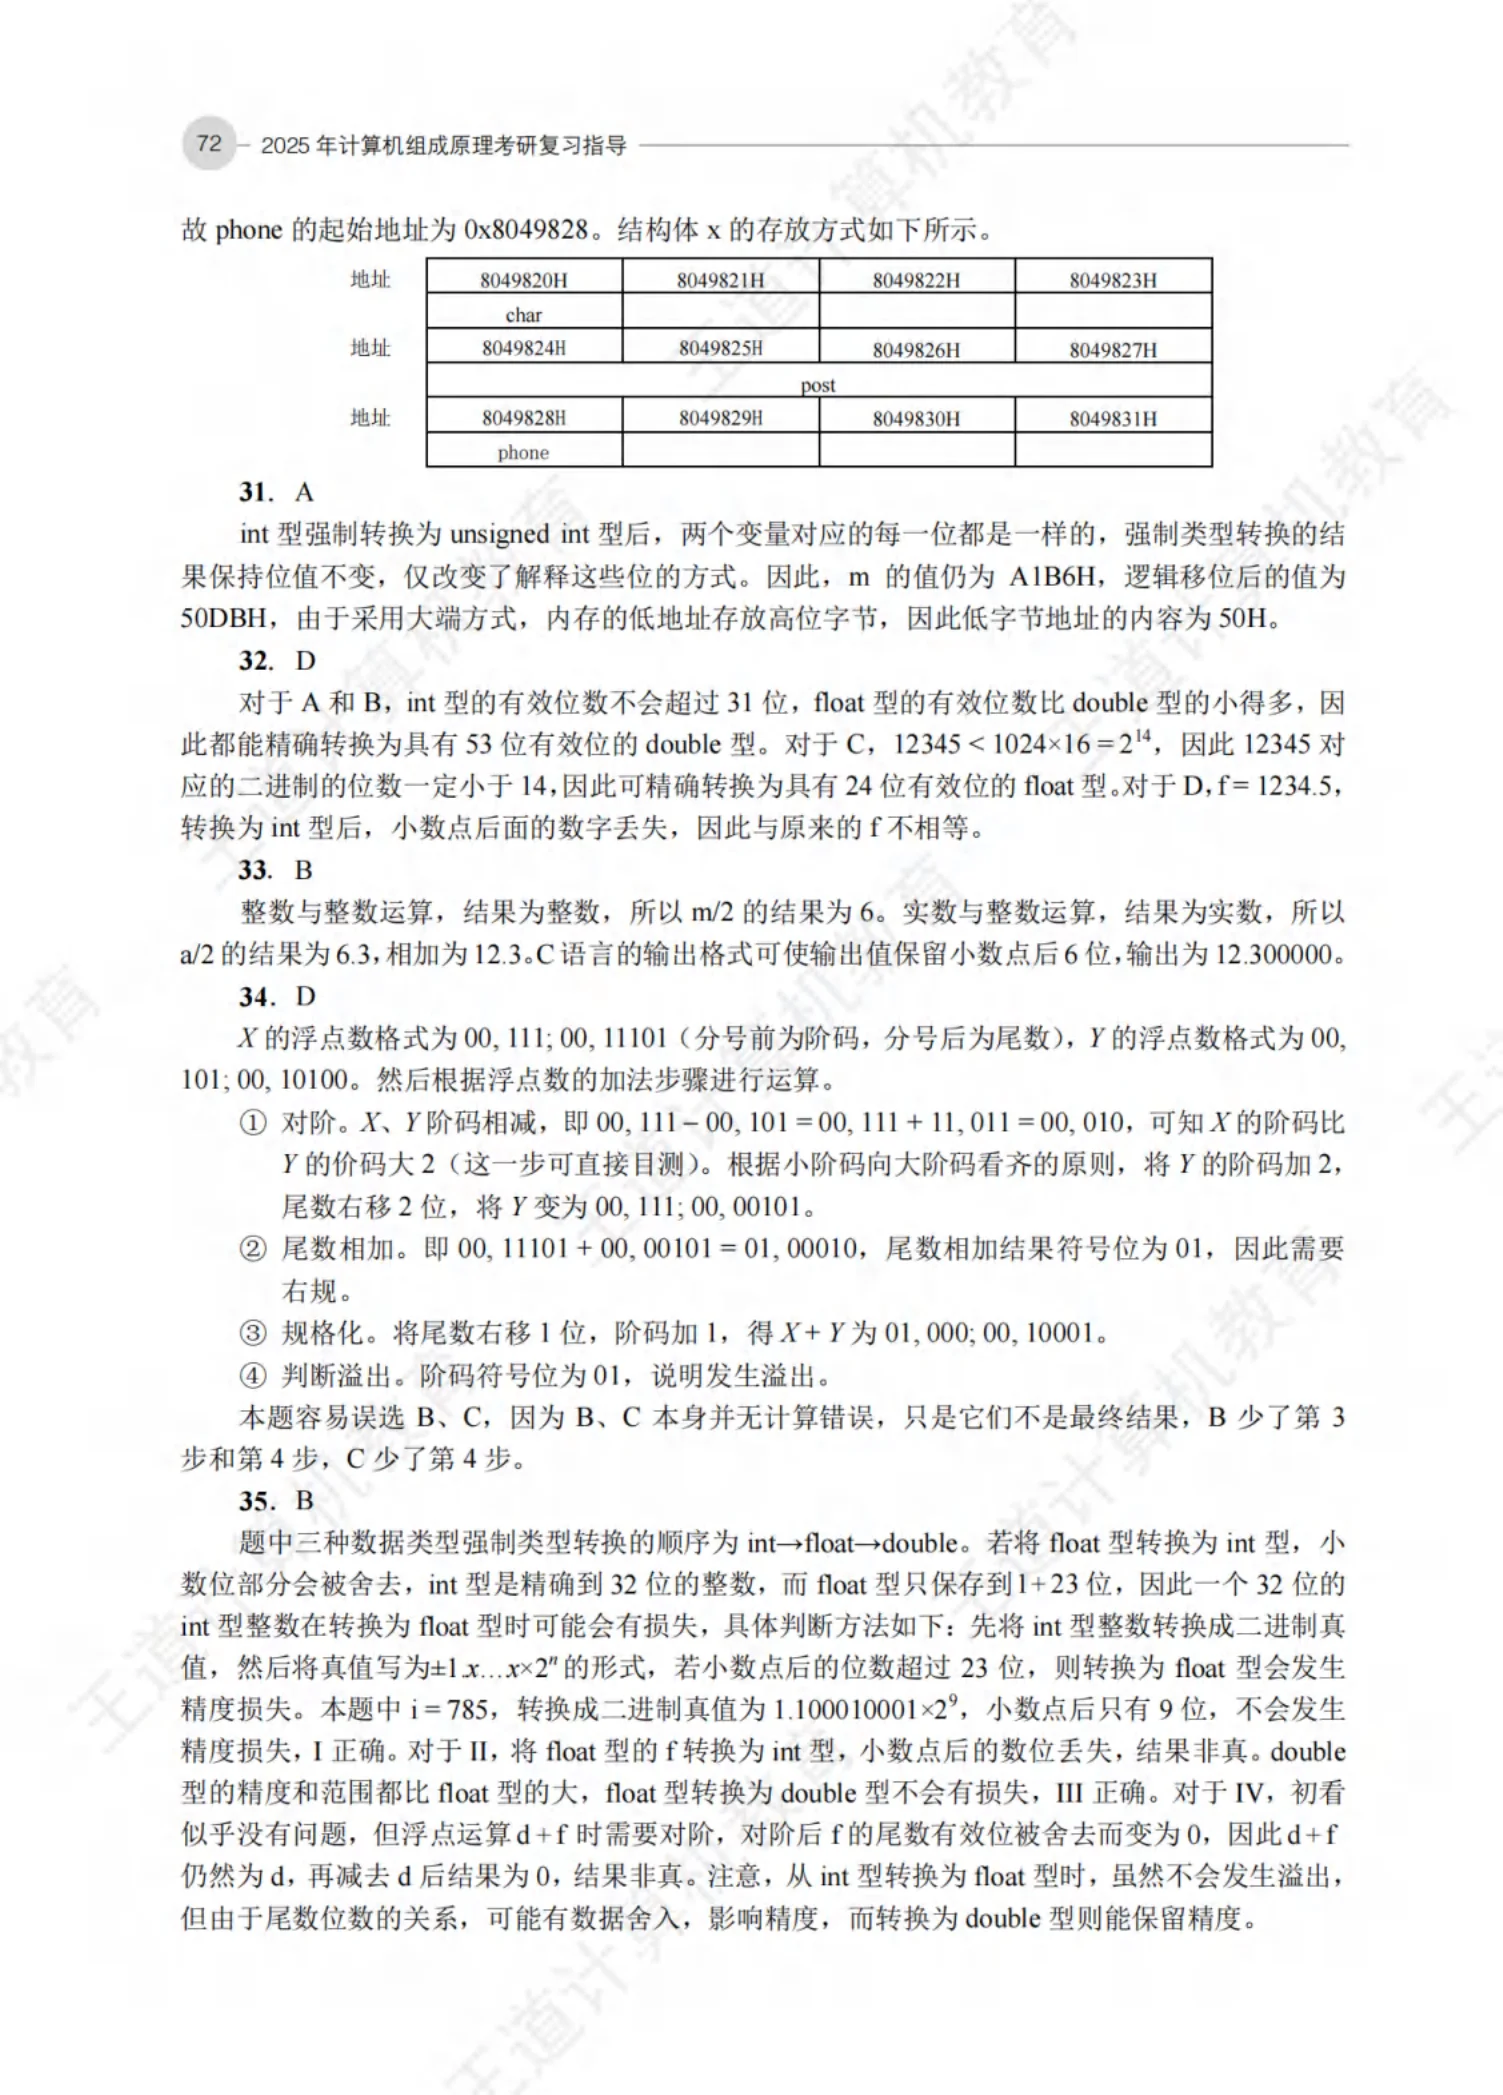 72 2025 年计算机组成原理考研复习指导
故 phone 的起始地址为 0x8049828。结构体 x 的存放方式如下所示。
地址 8049820H 8049821H 8049822H 8049823H
char
地址 8049824H 8049825H 8049826H 8049827H
post
地址 8049828H 8049829H 8049830H 8049831H
phone
31. A
int 型强制转换为 unsigned int 型后，两个变量对应的每一位都是一样的，强制类型转换的结
果保持位值不变，仅改变了解释这些位的方式。因此，m 的值仍为 A1B6H，逻辑移位后的值为
50DBH，由于采用大端方式，内存的低地址存放高位字节，因此低字节地址的内容为 50H。
32. D
对于 A 和 B，int 型的有效位数不会超过 31 位，float 型的有效位数比 double 型的小得多，因
此都能精确转换为具有 53 位有效位的 double 型。对于 C，12345 < 1024×16 = 2¹⁴，因此 12345 对
应的二进制的位数一定小于 14，因此可精确转换为具有 24 位有效位的 float 型。对于 D，f = 1234.5，
转换为 int 型后，小数点后面的数字丢失，因此与原来的 f 不相等。
33. B
整数与整数运算，结果为整数，所以 m/2 的结果为 6。实数与整数运算，结果为实数，所以
a/2 的结果为 6.3，相加为 12.3。C 语言的输出格式可使输出值保留小数点后 6 位，输出为 12.300000。
34. D
X 的浮点数格式为 00, 111; 00, 11101（分号前为阶码，分号后为尾数），Y 的浮点数格式为 00,
101; 00, 10100。然后根据浮点数的加法步骤进行运算。
① 对阶。X、Y 阶码相减，即 00, 111 – 00, 101 = 00, 111 + 11, 011 = 00, 010，可知 X 的阶码比
Y 的价码大 2（这一步可直接目测）。根据小阶码向大阶码看齐的原则，将 Y 的阶码加 2，
尾数右移 2 位，将 Y 变为 00, 111; 00, 00101。
② 尾数相加。即 00, 11101 + 00, 00101 = 01, 00010，尾数相加结果符号位为 01，因此需要
右规。
③ 规格化。将尾数右移 1 位，阶码加 1，得 X + Y 为 01, 000; 00, 10001。
④ 判断溢出。阶码符号位为 01，说明发生溢出。
本题容易误选 B、C，因为 B、C 本身并无计算错误，只是它们不是最终结果，B 少了第 3
步和第 4 步，C 少了第 4 步。
35. B
题中三种数据类型强制类型转换的顺序为 int→float→double。若将 float 型转换为 int 型，小
数位部分会被舍去，int 型是精确到 32 位的整数，而 float 型只保存到 1+23 位，因此一个 32 位的
int 型整数在转换为 float 型时可能会有损失，具体判断方法如下：先将 int 型整数转换成二进制真
值，然后将真值写为±1.x…x×2ⁿ 的形式，若小数点后的位数超过 23 位，则转换为 float 型会发生
精度损失。本题中 i = 785，转换成二进制真值为 1.100010001×2⁹，小数点后只有 9 位，不会发生
精度损失，I 正确。对于 II，将 float 型的 f 转换为 int 型，小数点后的数位丢失，结果非真。double
型的精度和范围都比 float 型的大，float 型转换为 double 型不会有损失，III 正确。对于 IV，初看
似乎没有问题，但浮点运算 d + f 时需要对阶，对阶后 f 的尾数有效位被舍去而变为 0，因此 d + f
仍然为 d，再减去 d 后结果为 0，结果非真。注意，从 int 型转换为 float 型时，虽然不会发生溢出，
但由于尾数位数的关系，可能有数据舍入，影响精度，而转换为 double 型则能保留精度。
王道计算机教育